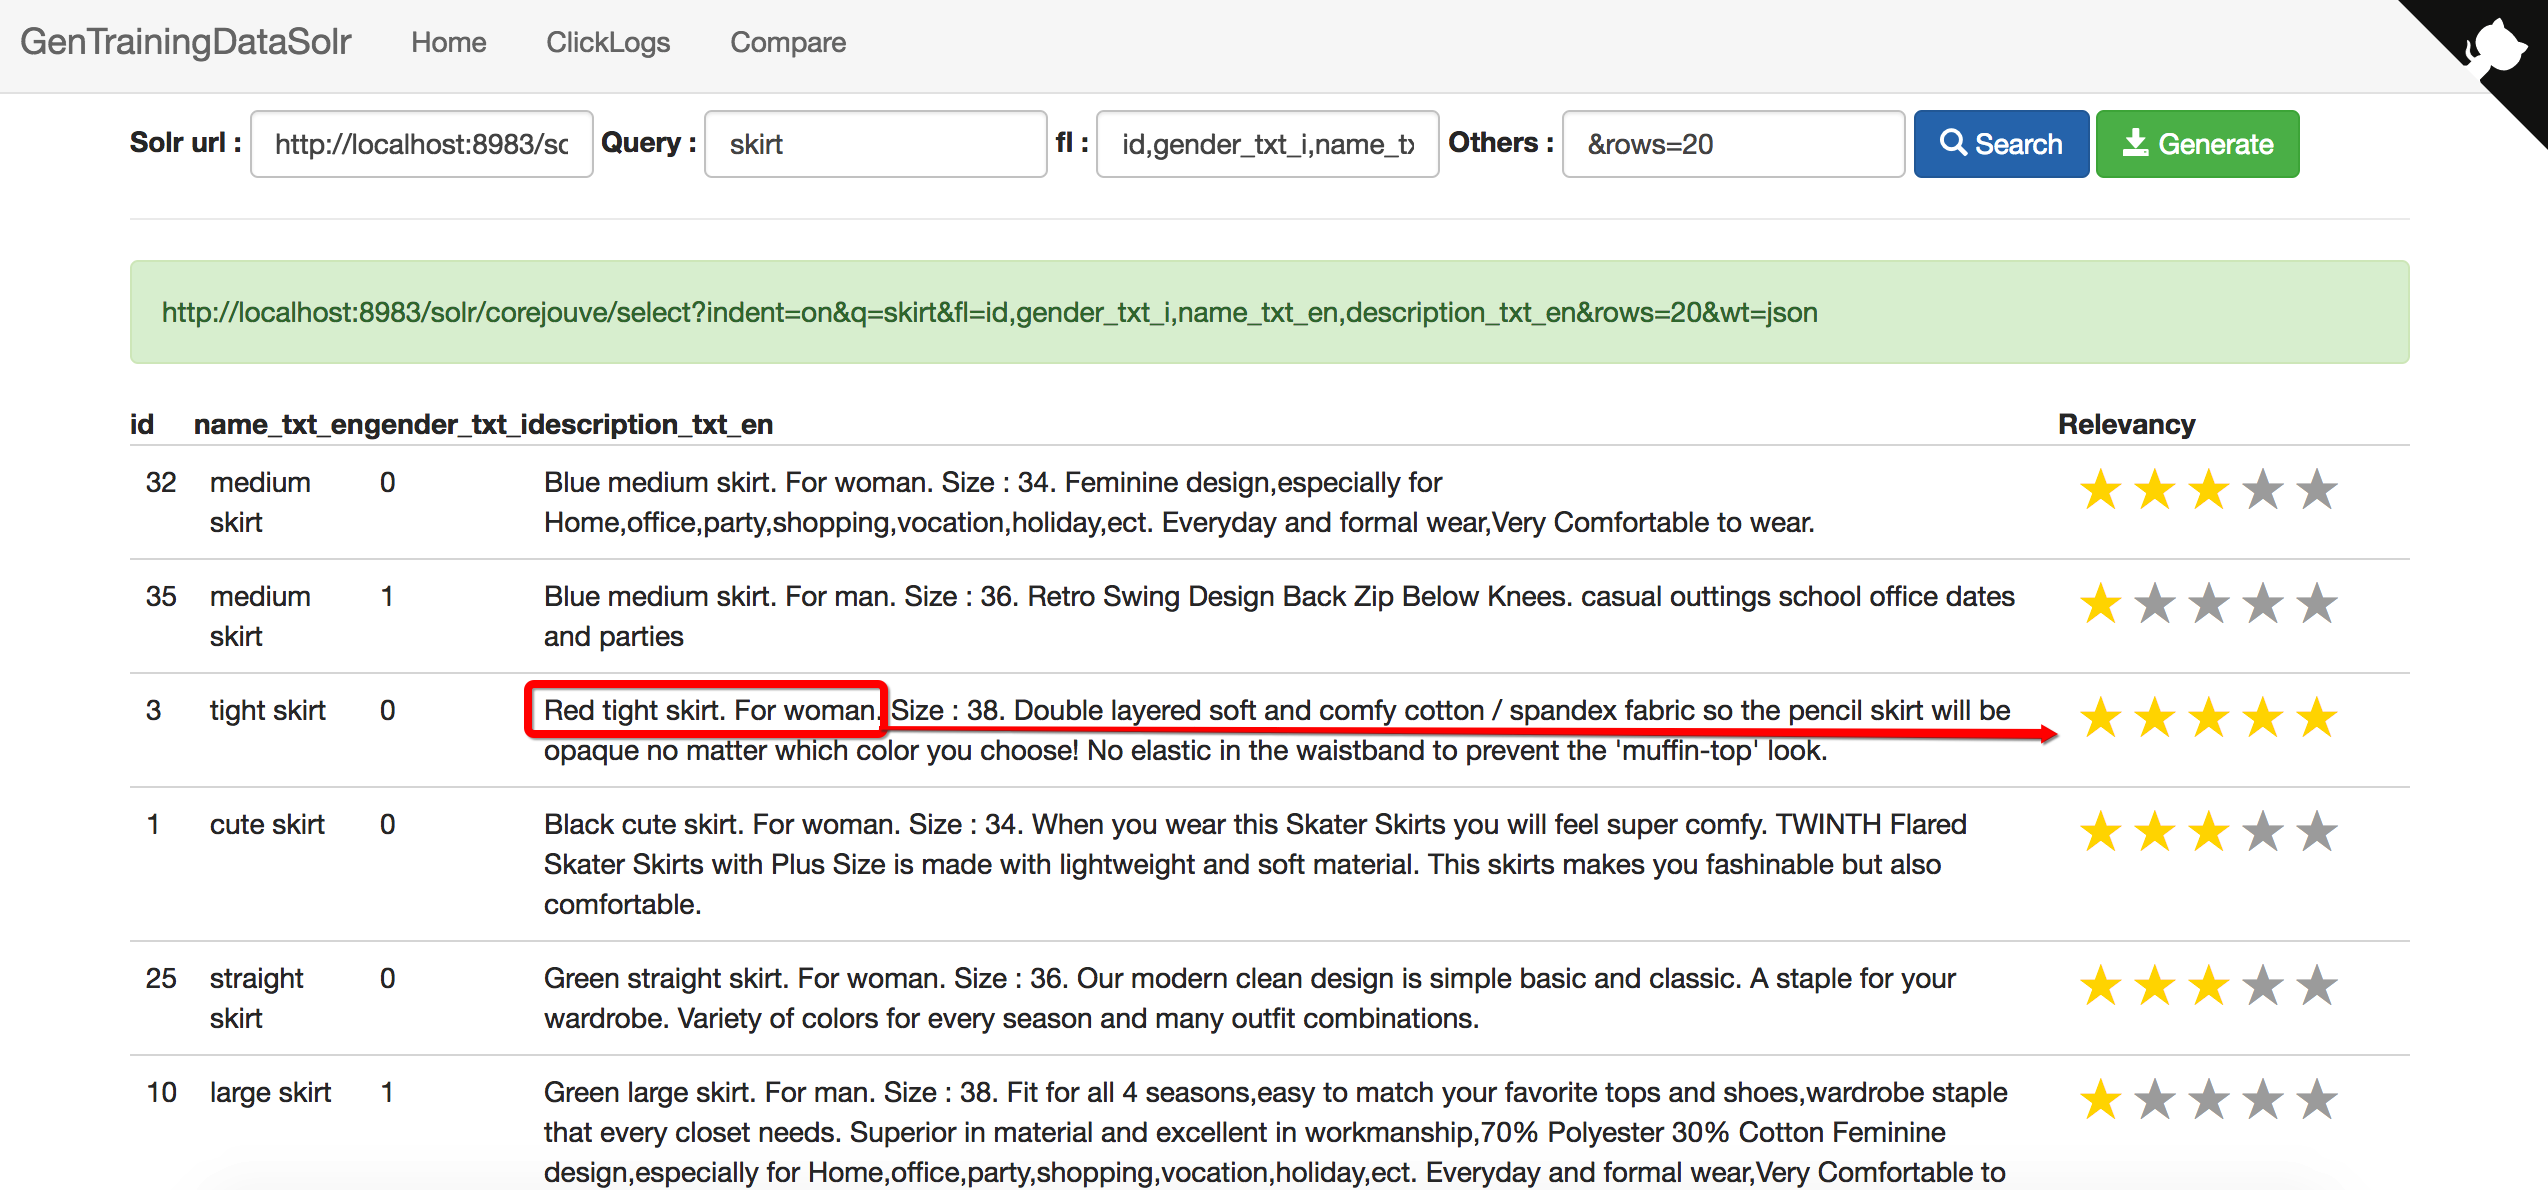 GenTrainingDataSolr Home ClickLogs Compare
Solr url : http://localhost:8983/sc Query : skirt fl : id,gender_txt_i,name_t Others : &rows=20 Search Generate
http://localhost:8983/solr/corejouve/select?indent=on&q=skirt&fl=id,gender_txt_i,name_txt_en,description_txt_en&rows=20&wt=json
id name_txt_engender_txt_idescription_txt_en Relevancy
32 medium 0 Blue medium skirt. For woman. Size : 34. Feminine design,especially for
skirt Home,office,party,shopping,vocation,holiday,ect. Everyday and formal wear,Very Comfortable to wear.
35 medium 1 Blue medium skirt. For man. Size : 36. Retro Swing Design Back Zip Below Knees. casual outtings school office dates
skirt and parties
3 tight skirt 0 Red tight skirt. For woman. Size : 38. Double layered soft and comfy cotton / spandex fabric so the pencil skirt will be
opaque no matter which color you choose! No elastic in the waistband to prevent the 'muffin-top' look.
1 cute skirt 0 Black cute skirt. For woman. Size : 34. When you wear this Skater Skirts you will feel super comfy. TWINTH Flared
Skater Skirts with Plus Size is made with lightweight and soft material. This skirts makes you fashinable but also
comfortable.
25 straight 0 Green straight skirt. For woman. Size : 36. Our modern clean design is simple basic and classic. A staple for your
skirt wardrobe. Variety of colors for every season and many outfit combinations.
10 large skirt 1 Green large skirt. For man. Size : 38. Fit for all 4 seasons,easy to match your favorite tops and shoes,wardrobe staple
that every closet needs. Superior in material and excellent in workmanship,70% Polyester 30% Cotton Feminine
design,especially for Home,office,party,shopping,vocation,holiday,ect. Everyday and formal wear,Very Comfortable to